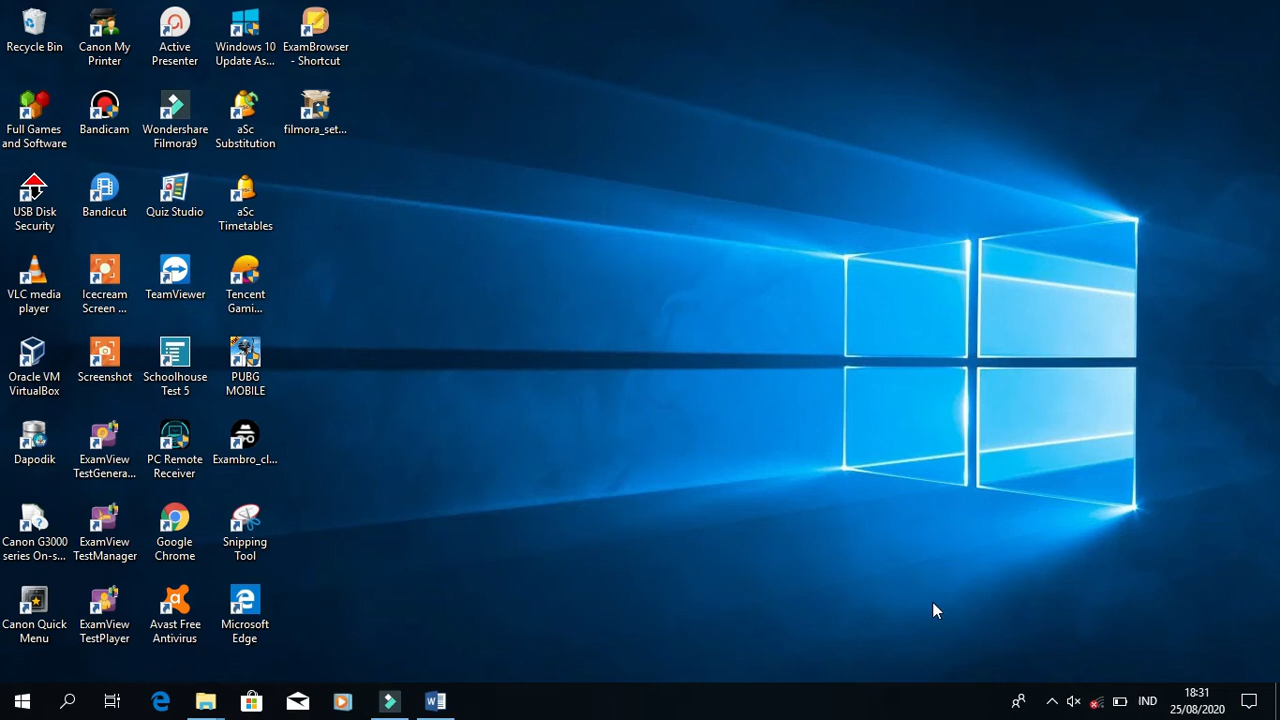 Recycle Bin
Canon My
Printer
Active
Presenter
Windows 10
Update As...
ExamBrowser
- Shortcut
Full Games
and Software
Bandicam
Wondershare
Filmora9
aSc
Substitution
filmora_set...
USB Disk
Security
Bandicut
Quiz Studio
aSc
Timetables
VLC media
player
Icecream
Screen ...
TeamViewer
Tencent
Gami...
Oracle VM
VirtualBox
Screenshot
Schoolhouse
Test 5
PUBG
MOBILE
Dapodik
ExamView
TestGenera...
PC Remote
Receiver
Exambro_cl...
Canon G3000
series On-s...
ExamView
TestManager
Google
Chrome
Snipping
Tool
Canon Quick
Menu
ExamView
TestPlayer
Avast Free
Antivirus
Microsoft
Edge
IND
18:31
25/08/2020